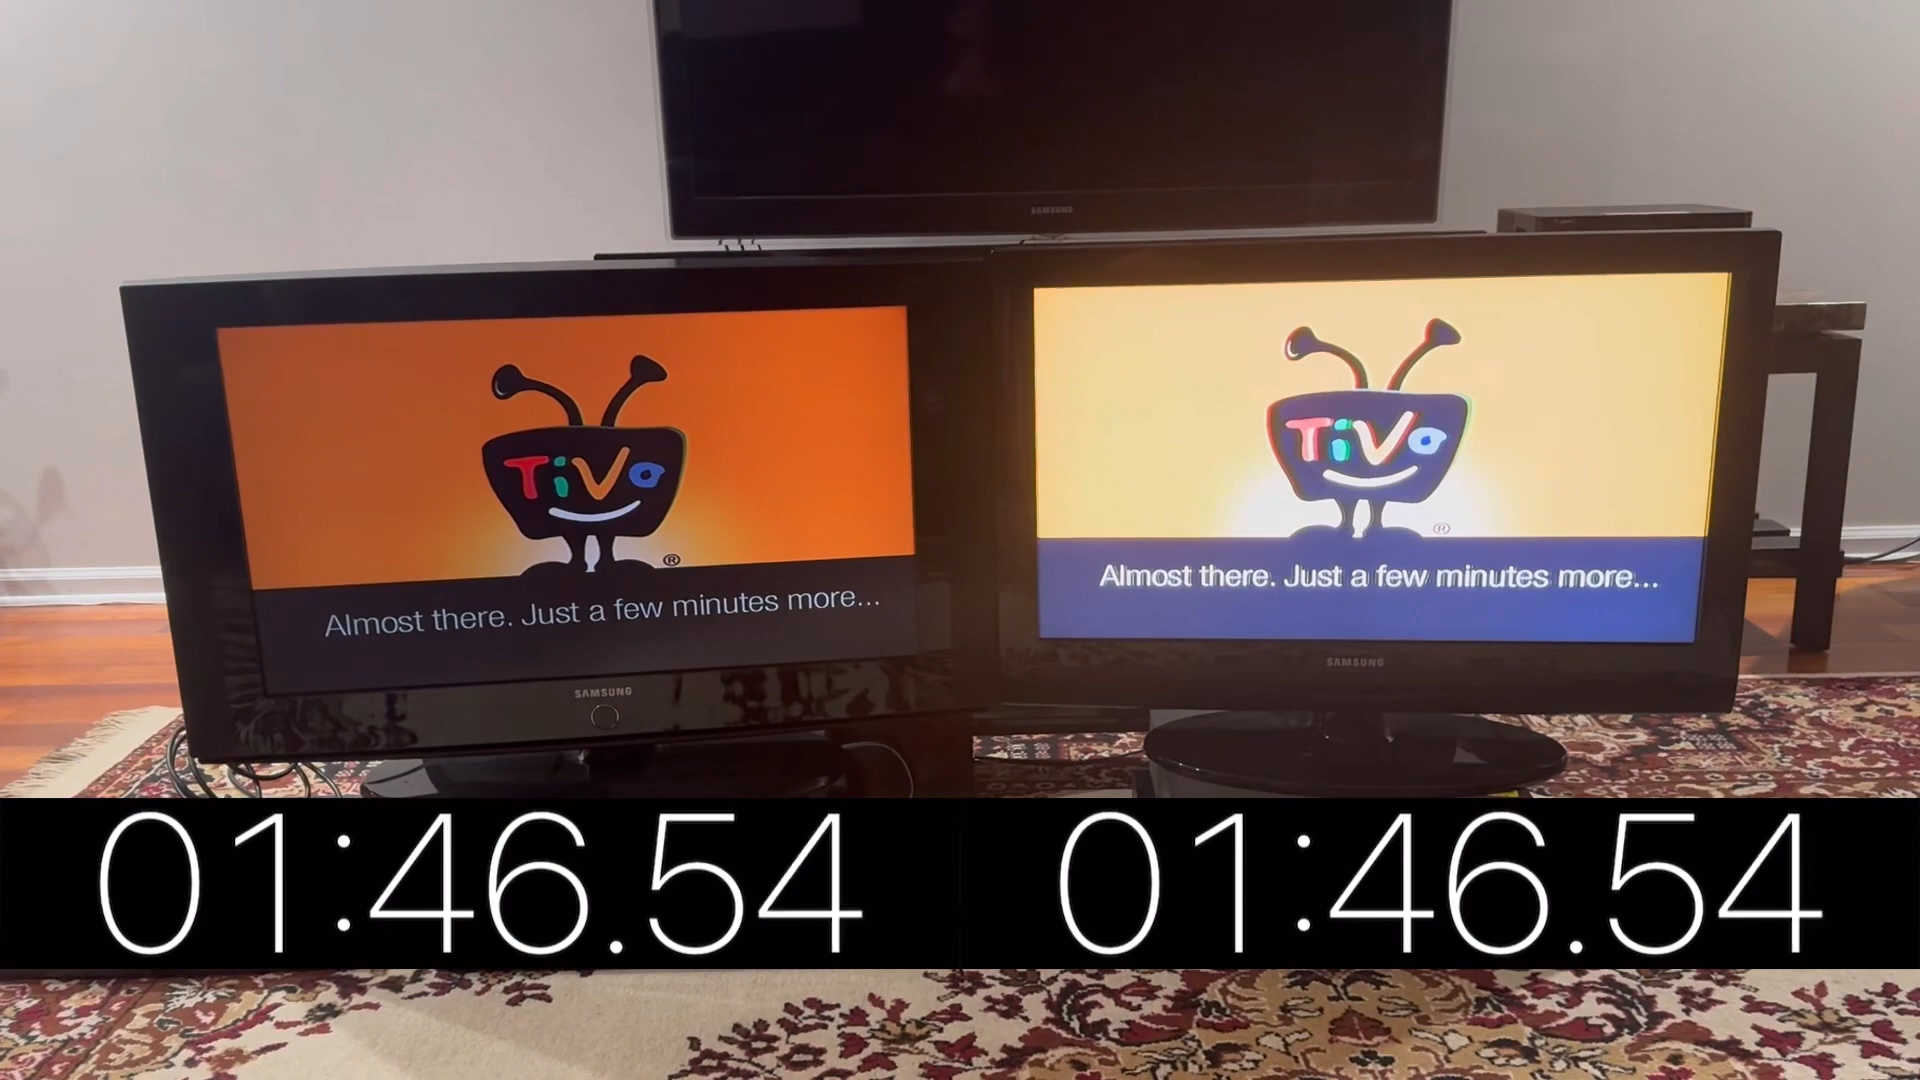 SAMSUNG
TiVo
®
Almost there. Just a few minutes more...
SAMSUNG
TiVo
®
Almost there. Just a few minutes more...
SAMSUNG
01:46.54
01:46.54